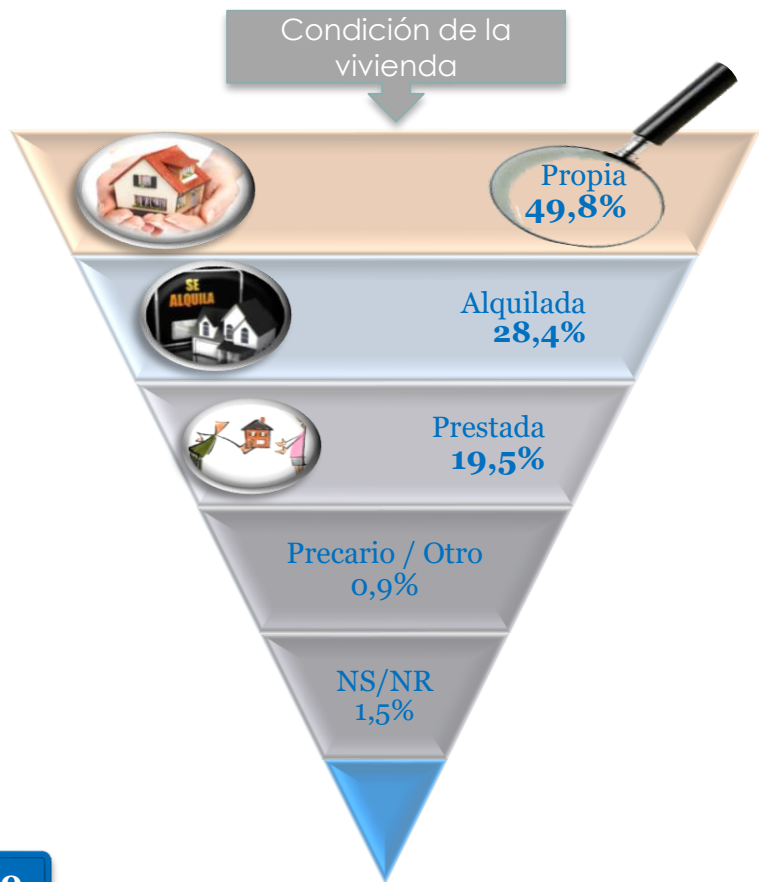 Condición de la
vivienda
Propia
49,8%
SE
ALQUILA
Alquilada
28,4%
Prestada
19,5%
Precario / Otro
0,9%
NS/NR
1,5%